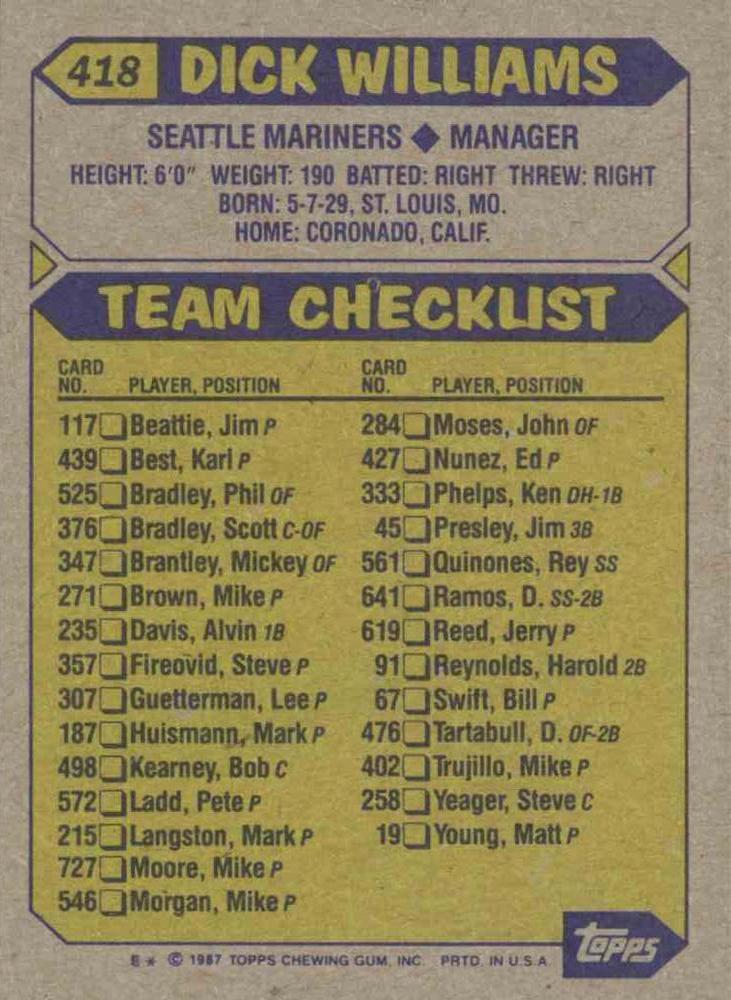 418 DICK WILLIAMS
SEATTLE MARINERS ◆ MANAGER
HEIGHT: 6'0" WEIGHT: 190 BATTED: RIGHT THREW: RIGHT
BORN: 5-7-29, ST. LOUIS, MO.
HOME: CORONADO, CALIF.
TEAM CHECKLIST
CARD
NO. PLAYER, POSITION
117 Beattie, Jim P
439 Best, Karl P
525 Bradley, Phil OF
376 Bradley, Scott C-OF
347 Brantley, Mickey OF
271 Brown, Mike P
235 Davis, Alvin 1B
357 Fireovid, Steve P
307 Guetterman, Lee P
187 Huismann, Mark P
498 Kearney, Bob C
572 Ladd, Pete P
215 Langston, Mark P
727 Moore, Mike P
546 Morgan, Mike P
CARD
NO. PLAYER, POSITION
284 Moses, John OF
427 Nunez, Ed P
333 Phelps, Ken DH-1B
45 Presley, Jim 3B
561 Quinones, Rey SS
641 Ramos, D. SS-2B
619 Reed, Jerry P
91 Reynolds, Harold 2B
67 Swift, Bill P
476 Tartabull, D. OF-2B
402 Trujillo, Mike P
258 Yeager, Steve C
19 Young, Matt P
topps
* © 1987 TOPPS CHEWING GUM, INC. PRTD. IN U.S.A.